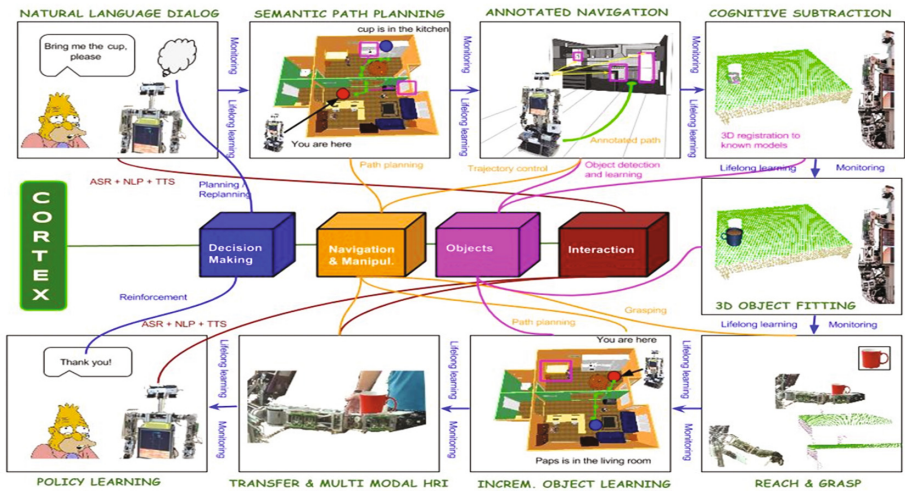 NATURAL LANGUAGE DIALOG
SEMANTIC PATH PLANNING
ANNOTATED NAVIGATION
COGNITIVE SUBTRACTION
Bring me the cup,
please
Monitoring
Lifelong learning
cup is in the kitchen
You are here
Monitoring
Lifelong learning
Annotated path
Monitoring
Lifelong learning
3D registration to
known models
ASR + NLP + TTS
Planning /
Replanning
Path planning
Trajectory control
Object detection
and learning
Lifelong learning
Monitoring
CORTEX
Decision
Making
Navigation
& Manipul.
Objects
Interaction
3D OBJECT FITTING
Reinforcement
ASR + NLP + TTS
Path planning
Grasping
Lifelong learning
Monitoring
Thank you!
Lifelong learning
Monitoring
You are here
Paps is in the living room
Lifelong learning
Monitoring
POLICY LEARNING
TRANSFER & MULTI MODAL HRI
INCREM. OBJECT LEARNING
REACH & GRASP